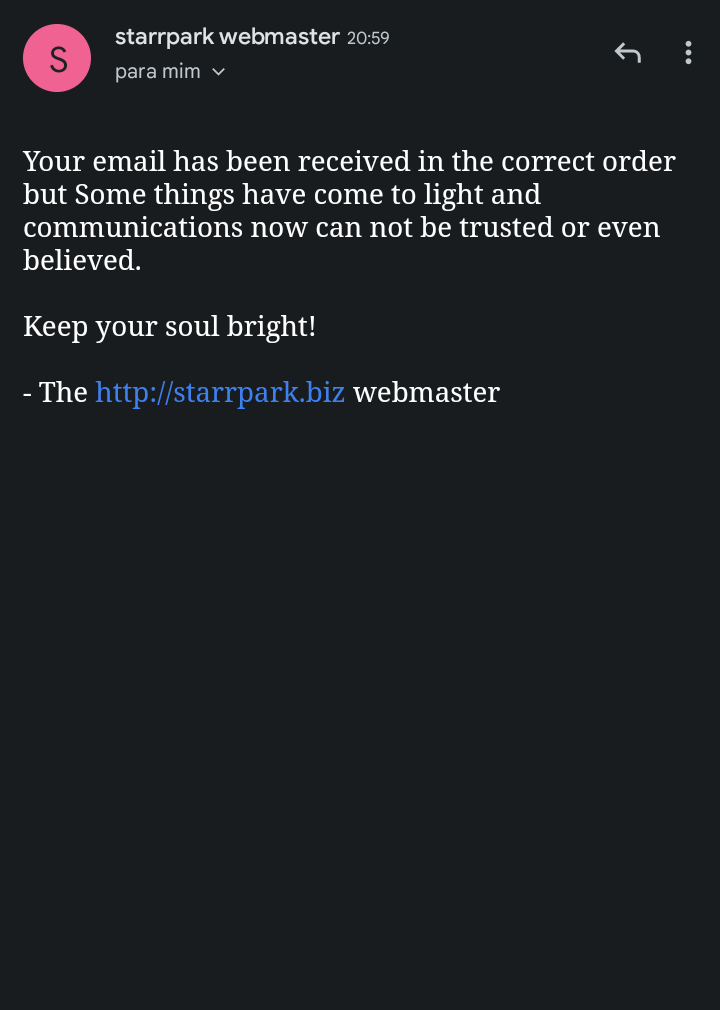 S
starrpark webmaster 20:59
para mim
Your email has been received in the correct order
but Some things have come to light and
communications now can not be trusted or even
believed.
Keep your soul bright!
- The http://starrpark.biz webmaster